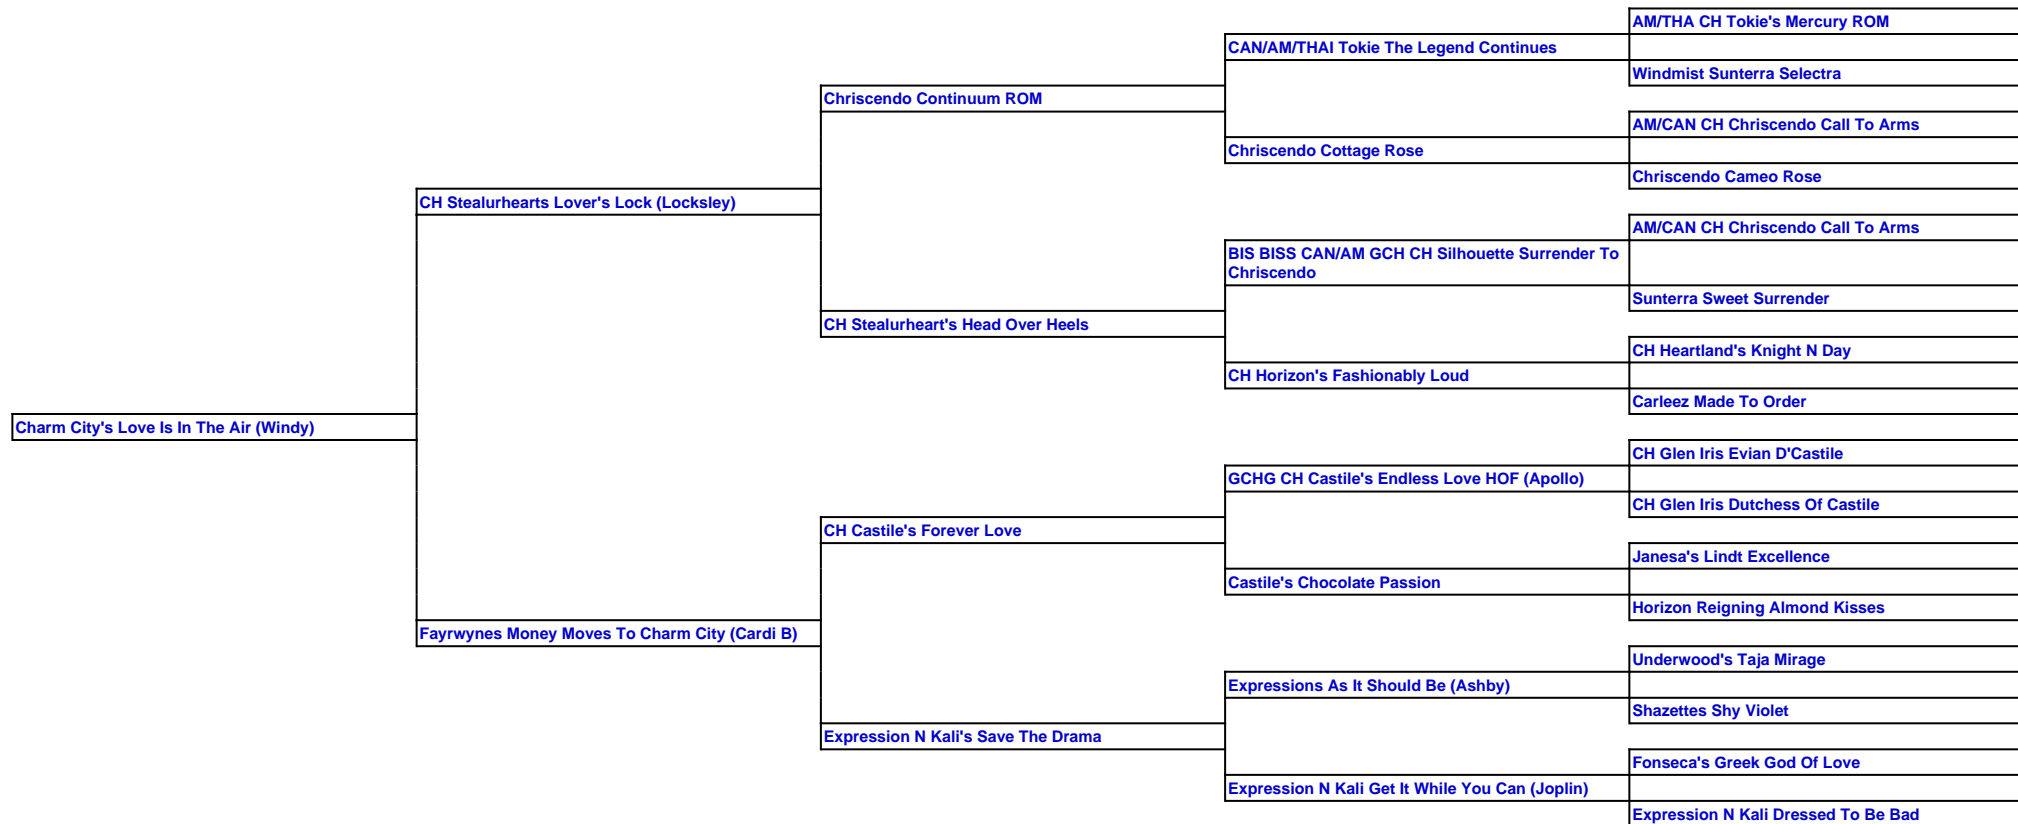 AM/THA CH Tokie's Mercury ROM
CAN/AM/THAI Tokie The Legend Continues
Windmist Sunterra Selectra
Chriscendo Continuum ROM
AM/CAN CH Chriscendo Call To Arms
Chriscendo Cottage Rose
Chriscendo Cameo Rose
CH Stealurhearts Lover's Lock (Locksley)
AM/CAN CH Chriscendo Call To Arms
BIS BISS CAN/AM GCH CH Silhouette Surrender To
Chriscendo
Sunterra Sweet Surrender
CH Stealurheart's Head Over Heels
CH Heartland's Knight N Day
CH Horizon's Fashionably Loud
Carleez Made To Order
Charm City's Love Is In The Air (Windy)
CH Glen Iris Evian D'Castile
GCHG CH Castile's Endless Love HOF (Apollo)
CH Glen Iris Dutchess Of Castile
CH Castile's Forever Love
Janesa's Lindt Excellence
Castile's Chocolate Passion
Horizon Reigning Almond Kisses
Fayrwynes Money Moves To Charm City (Cardi B)
Underwood's Taja Mirage
Expressions As It Should Be (Ashby)
Shazettes Shy Violet
Expression N Kali's Save The Drama
Fonseca's Greek God Of Love
Expression N Kali Get It While You Can (Joplin)
Expression N Kali Dressed To Be Bad